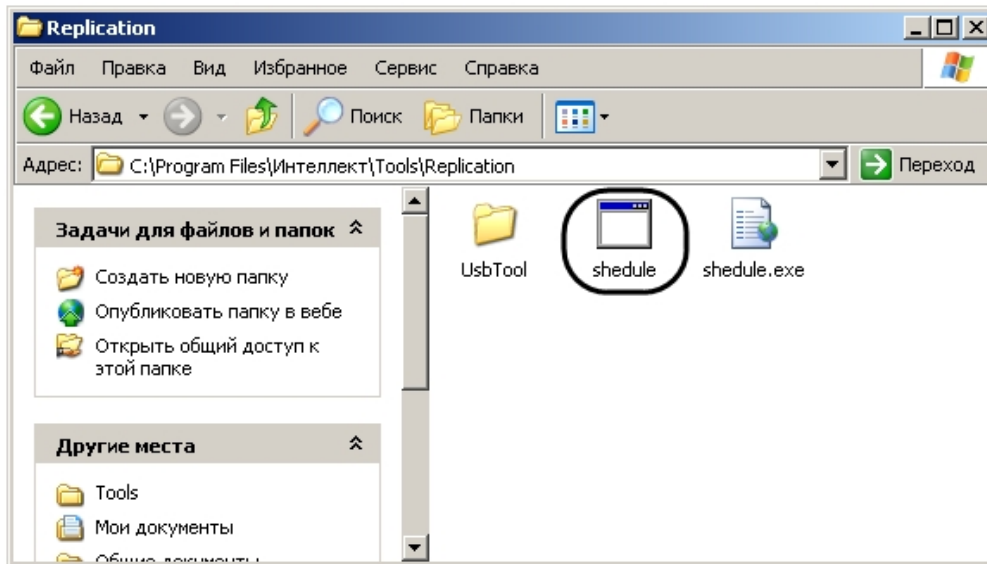 Replication
Файл Правка Вид Избранное Сервис Справка
Назад Поиск Папки
Адрес: C:\Program Files\Интеллект\Tools\Replication Переход
Задачи для файлов и папок
Создать новую папку
Опубликовать папку в вебе
Открыть общий доступ к
этой папке
Другие места
Tools
Мои документы
Общие документы
UsbTool shedule shedule.exe